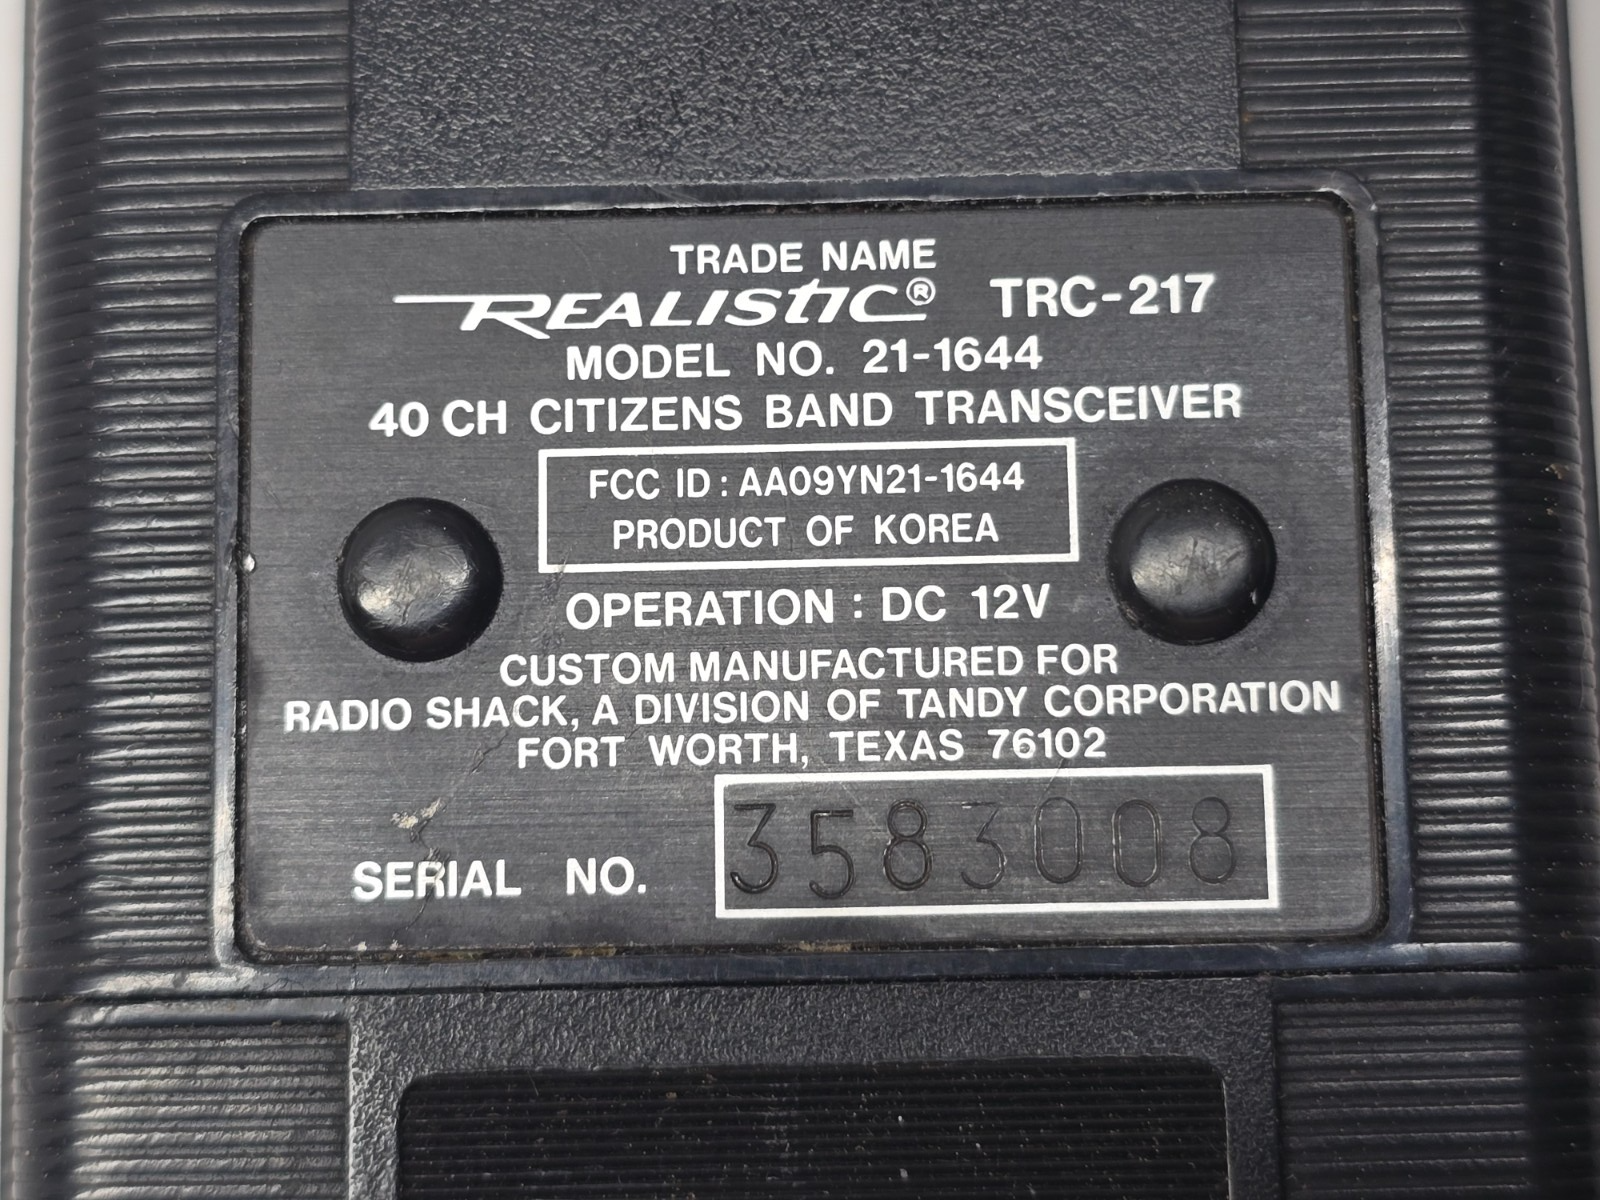 TRADE NAME
REALISTIC® TRC-217
MODEL NO. 21-1644
40 CH CITIZENS BAND TRANSCEIVER
FCC ID : AAO9YN21-1644
PRODUCT OF KOREA
OPERATION : DC 12V
CUSTOM MANUFACTURED FOR
RADIO SHACK, A DIVISION OF TANDY CORPORATION
FORT WORTH, TEXAS 76102
SERIAL NO. 3583008